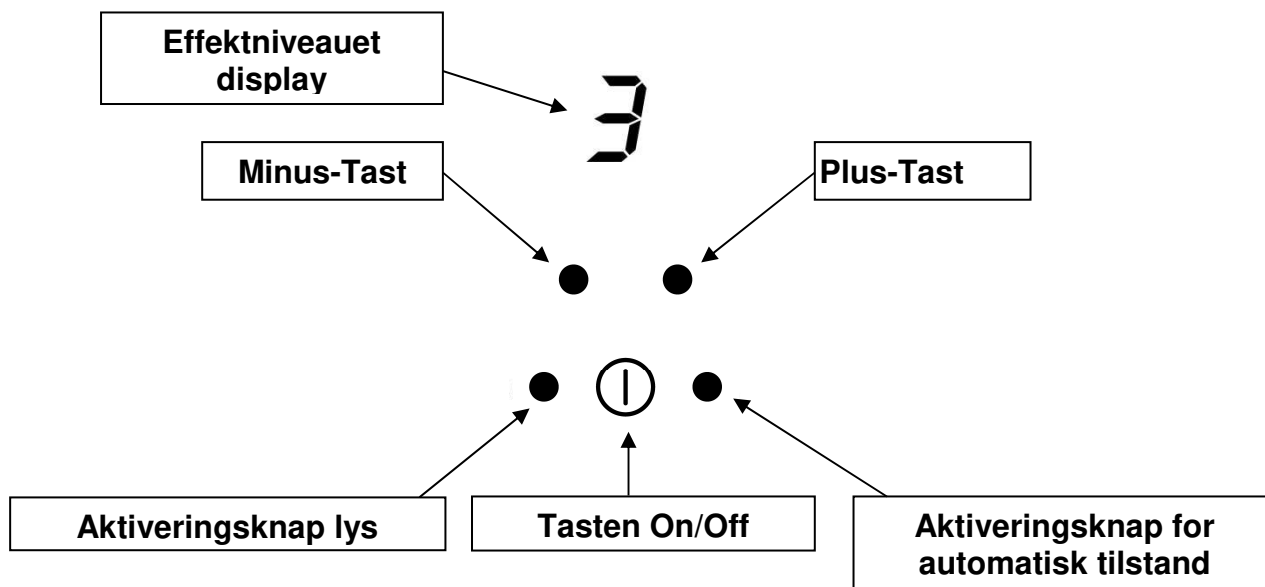 Effektniveauet
display
3
Minus-Tast
Plus-Tast
Aktiveringsknap lys
Tasten On/Off
Aktiveringsknap for
automatisk tilstand